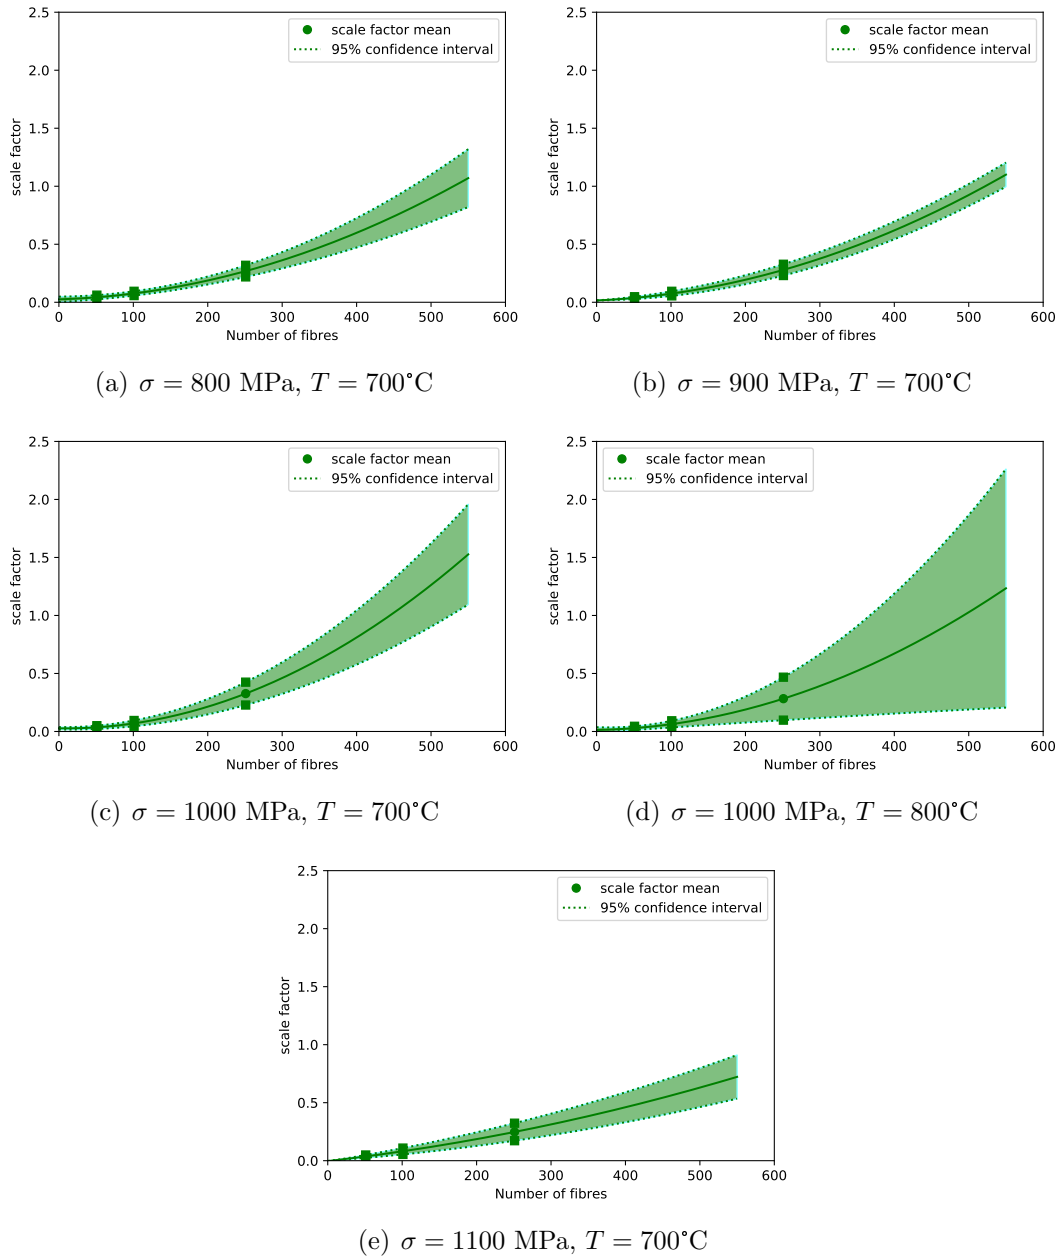 2.5
2.0
1.5
1.0
0.5
0.0
scale factor
scale factor mean
95% confidence interval
0 100 200 300 400 500 600
Number of fibres
(a) σ = 800 MPa, T = 700°C
2.5
2.0
1.5
1.0
0.5
0.0
scale factor
scale factor mean
95% confidence interval
0 100 200 300 400 500 600
Number of fibres
(b) σ = 900 MPa, T = 700°C
2.5
2.0
1.5
1.0
0.5
0.0
scale factor
scale factor mean
95% confidence interval
0 100 200 300 400 500 600
Number of fibres
(c) σ = 1000 MPa, T = 700°C
2.5
2.0
1.5
1.0
0.5
0.0
scale factor
scale factor mean
95% confidence interval
0 100 200 300 400 500 600
Number of fibres
(d) σ = 1000 MPa, T = 800°C
2.5
2.0
1.5
1.0
0.5
0.0
scale factor
scale factor mean
95% confidence interval
0 100 200 300 400 500 600
Number of fibres
(e) σ = 1100 MPa, T = 700°C